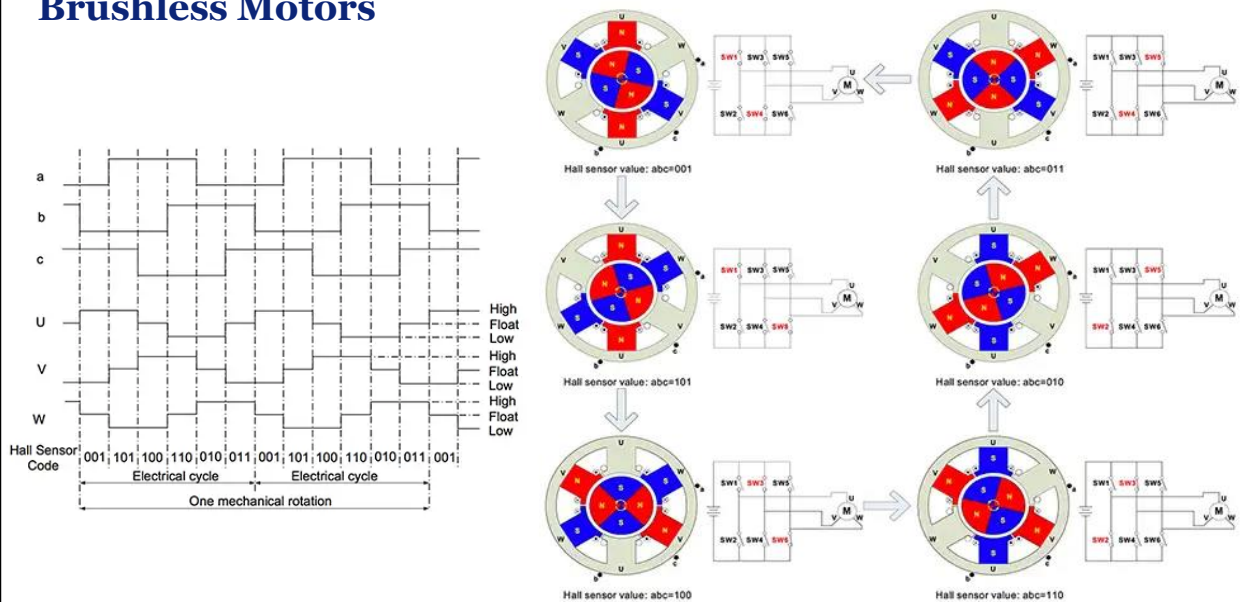 Brushless Motors
a
b
c
U
V
W
High
Float
Low
High
Float
Low
High
Float
Low
Hall Sensor Code
001 101 100 110 010 011 001 101 100 110 010 011 001
Electrical cycle Electrical cycle
One mechanical rotation
U
N
V
S
W
a
N
S
S
N
S
V
W
N
U
c
b
SW1 SW3 SW5
SW2 SW4 SW6
U
V
M
W
Hall sensor value: abc=001
U
V
S
N
W
a
N
S
S
N
N
S
W
V
U
c
b
SW1 SW3 SW5
SW2 SW4 SW6
U
V
M
W
Hall sensor value: abc=011
U
N
V
S
W
a
N
S
S
N
S
W
V
N
U
c
b
SW1 SW3 SW5
SW2 SW4 SW6
U
V
M
W
Hall sensor value: abc=101
U
S
V
N
W
a
N
S
N
S
N
W
V
S
U
c
b
SW1 SW3 SW5
SW2 SW4 SW6
U
V
M
W
Hall sensor value: abc=010
U
V
N
S
W
a
S
N
N
S
S
N
W
V
U
c
b
SW1 SW3 SW5
SW2 SW4 SW6
U
V
M
W
Hall sensor value: abc=100
U
S
V
N
W
a
S
N
N
S
N
W
V
S
U
c
b
SW1 SW3 SW5
SW2 SW4 SW6
U
V
M
W
Hall sensor value: abc=110